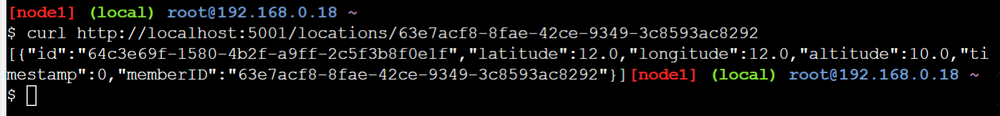 [node1] (local) root@192.168.0.18 ~
$ curl http://localhost:5001/locations/63e7acf8-8fae-42ce-9349-3c8593ac8292
[{"id":"64c3e69f-1580-4b2f-a9ff-2c5f3b8f0e1f","latitude":12.0,"longitude":12.0,"altitude":10.0,"ti
mestamp":0,"memberID":"63e7acf8-8fae-42ce-9349-3c8593ac8292"}][node1] (local) root@192.168.0.18 ~
$